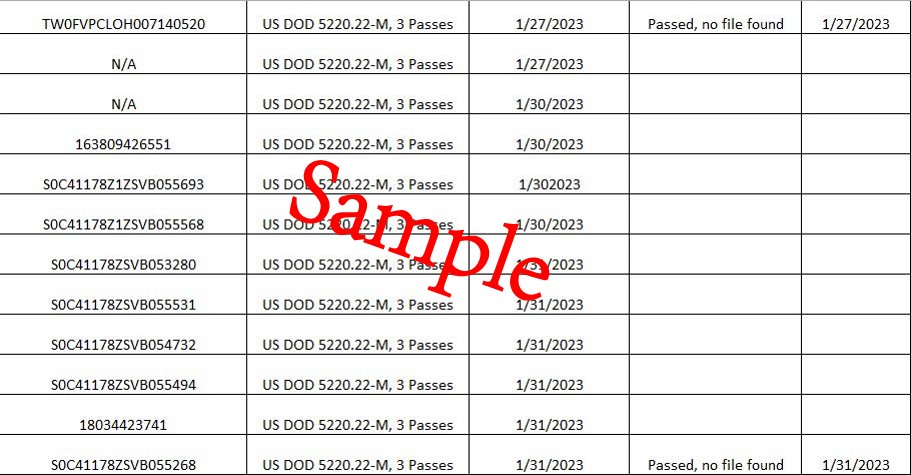 TW0FVPCLOH007140520 US DOD 5220.22-M, 3 Passes 1/27/2023 Passed, no file found 1/27/2023
N/A US DOD 5220.22-M, 3 Passes 1/27/2023
N/A US DOD 5220.22-M, 3 Passes 1/30/2023
163809426551 US DOD 5220.22-M, 3 Passes 1/30/2023
S0C41178Z1ZSVB055693 US DOD 5220.22-M, 3 Passes 1/302023
S0C41178Z1ZSVB055568 US DOD 5220.22-M, 3 Passes 1/30/2023
S0C41178ZSVB053280 US DOD 5220.22-M, 3 Passes 1/31/2023
S0C41178ZSVB055531 US DOD 5220.22-M, 3 Passes 1/31/2023
S0C41178ZSVB054732 US DOD 5220.22-M, 3 Passes 1/31/2023
S0C41178ZSVB055494 US DOD 5220.22-M, 3 Passes 1/31/2023
18034423741 US DOD 5220.22-M, 3 Passes 1/31/2023
S0C41178ZSVB055268 US DOD 5220.22-M, 3 Passes 1/31/2023 Passed, no file found 1/31/2023
Sample